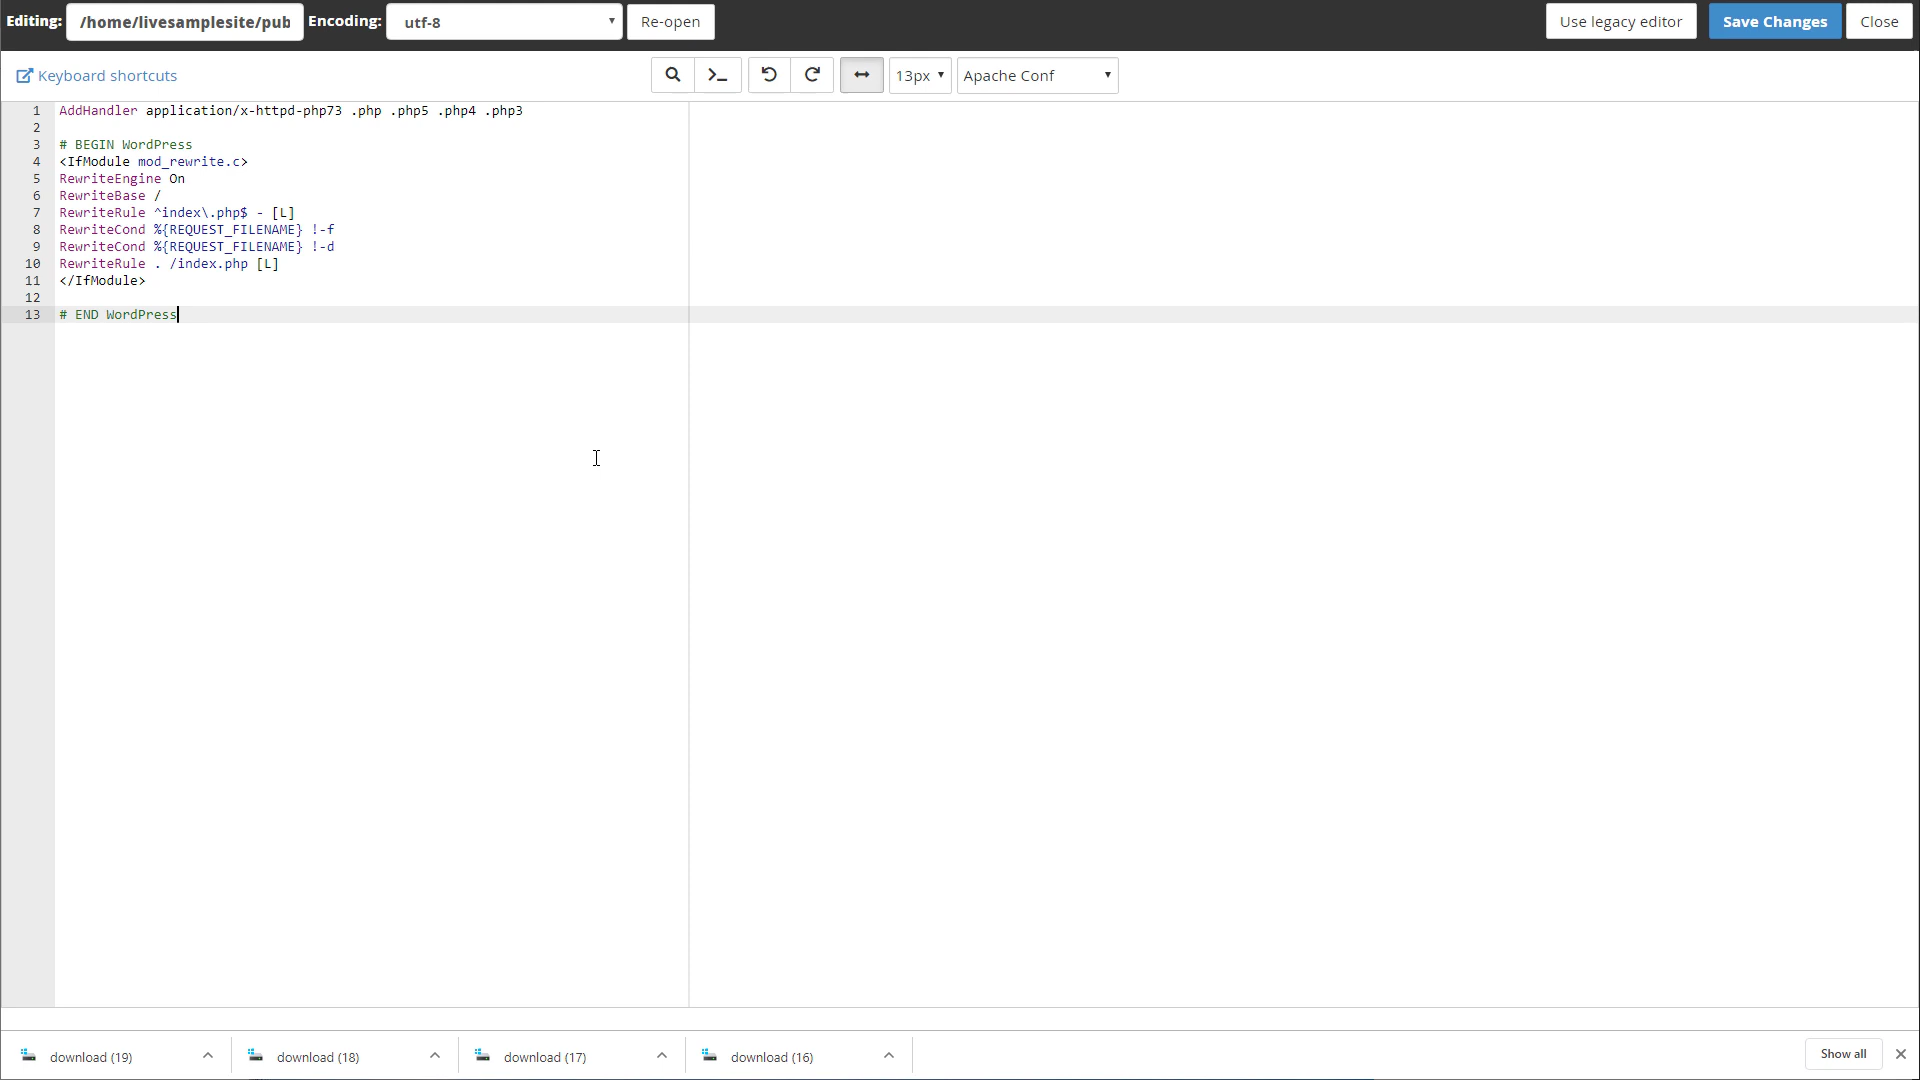 Editing: /home/livesamplesite/pub Encoding: utf-8 Re-open Use legacy editor Save Changes Close
Keyboard shortcuts 13px Apache Conf
1 AddHandler application/x-httpd-php73 .php .php5 .php4 .php3
2
3 # BEGIN WordPress
4 <IfModule mod_rewrite.c>
5 RewriteEngine On
6 RewriteBase /
7 RewriteRule ^index\.php$ - [L]
8 RewriteCond %{REQUEST_FILENAME} !-f
9 RewriteCond %{REQUEST_FILENAME} !-d
10 RewriteRule . /index.php [L]
11 </IfModule>
12
13 # END WordPress
download (19) download (18) download (17) download (16) Show all